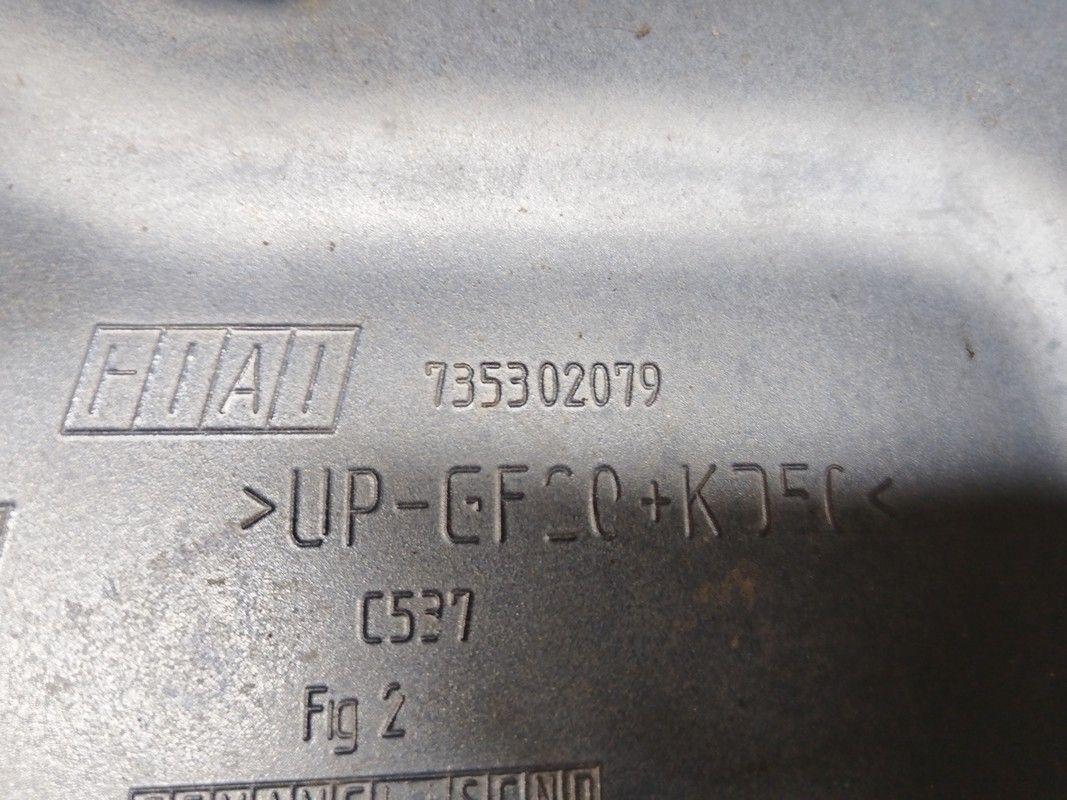 FIAT 735302079
>UP-GF20+KD50<
C537
Fig 2